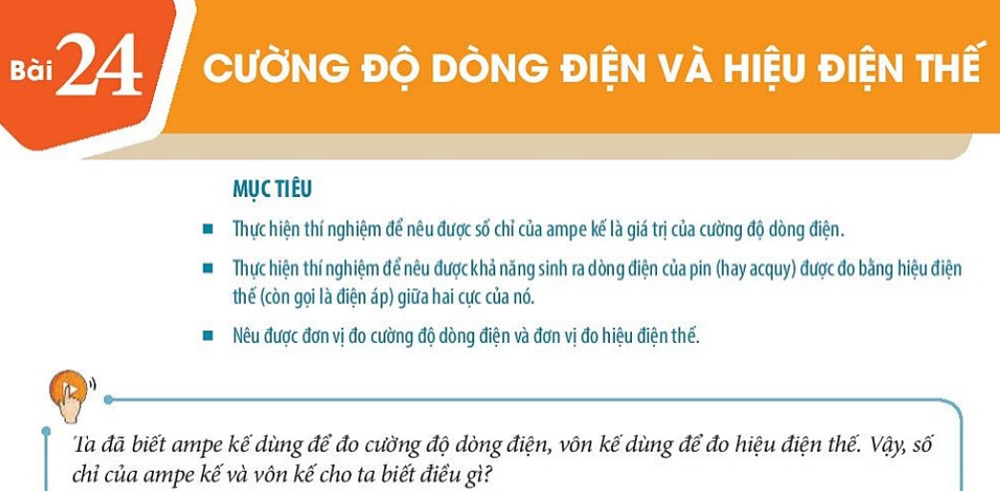 Bài 24
CƯỜNG ĐỘ DÒNG ĐIỆN VÀ HIỆU ĐIỆN THẾ
MỤC TIÊU
Thực hiện thí nghiệm để nêu được số chỉ của ampe kế là giá trị của cường độ dòng điện.
Thực hiện thí nghiệm để nêu được khả năng sinh ra dòng điện của pin (hay acquy) được đo bằng hiệu điện
thế (còn gọi là điện áp) giữa hai cực của nó.
Nêu được đơn vị đo cường độ dòng điện và đơn vị đo hiệu điện thế.
Ta đã biết ampe kế dùng để đo cường độ dòng điện, vôn kế dùng để đo hiệu điện thế. Vậy, số
chỉ của ampe kế và vôn kế cho ta biết điều gì?